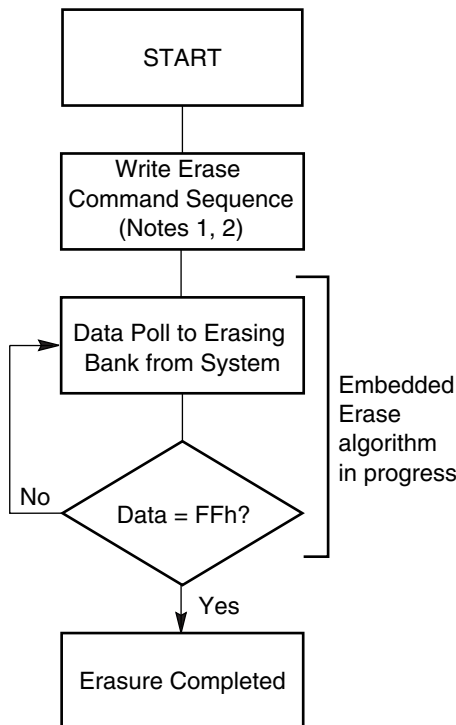 START
Write Erase
Command Sequence
(Notes 1, 2)
Data Poll to Erasing
Bank from System
Embedded
Erase
algorithm
in progress
No
Data = FFh?
Yes
Erasure Completed